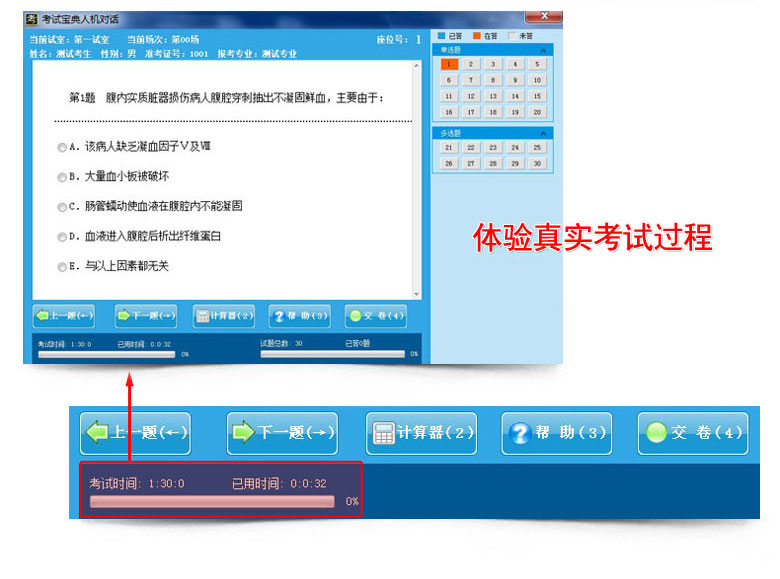 考试宝典人机对话
当前试室：第一试室 当前场次：第00场 座位号： 1
姓名：测试考生 性别：男 准考证号：1001 报考专业：测试专业
第1题 腹内实质脏器损伤病人腹腔穿刺抽出不凝固鲜血，主要由于：
A．该病人缺乏凝血因子Ⅴ及Ⅷ
B．大量血小板被破坏
C．肠管蠕动使血液在腹腔内不能凝固
D．血液进入腹腔后析出纤维蛋白
E．与以上因素都无关
上一题(←) 下一题(→) 计算器(2) 帮 助(3) 交 卷(4)
考试时间：1:30:0 已用时间：0:0:32 试题总数：30 已答0题
0% 0%
已答 在答 未答
单选题
1 2 3 4 5
6 7 8 9 10
11 12 13 14 15
16 17 18 19 20
多选题
21 22 23 24 25
26 27 28 29 30
体验真实考试过程
上一题(←) 下一题(→) 计算器(2) 帮 助(3) 交 卷(4)
考试时间：1:30:0 已用时间：0:0:32
0%